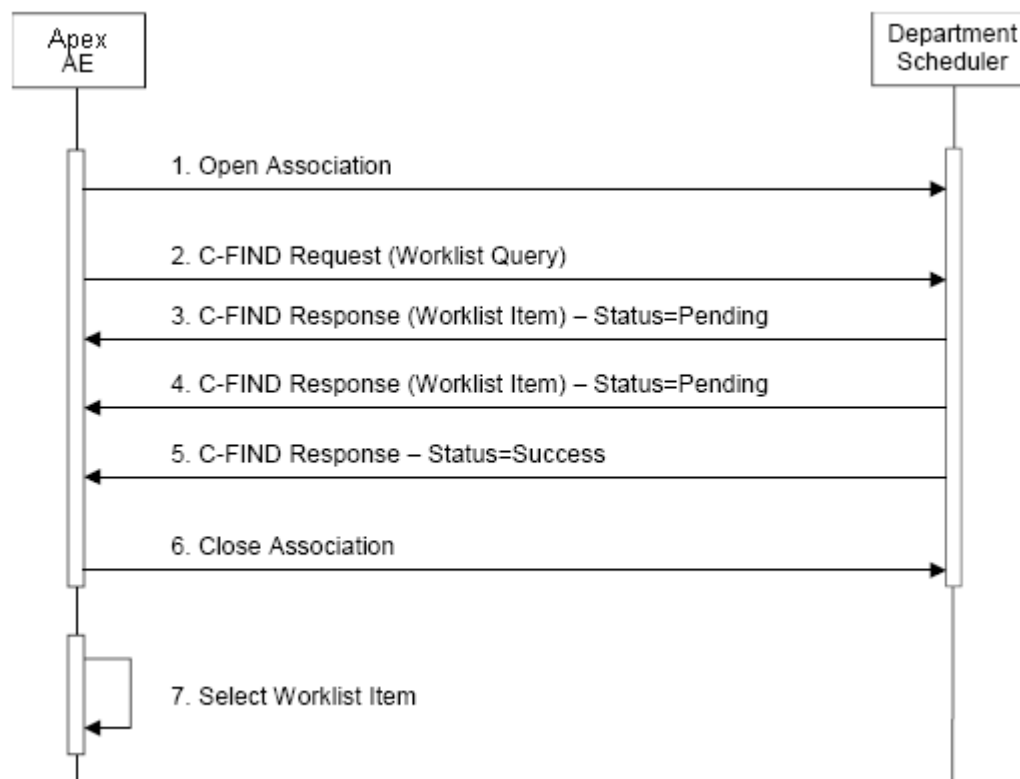 Apex
AE
Department
Scheduler
1. Open Association
2. C-FIND Request (Worklist Query)
3. C-FIND Response (Worklist Item) – Status=Pending
4. C-FIND Response (Worklist Item) – Status=Pending
5. C-FIND Response – Status=Success
6. Close Association
7. Select Worklist Item